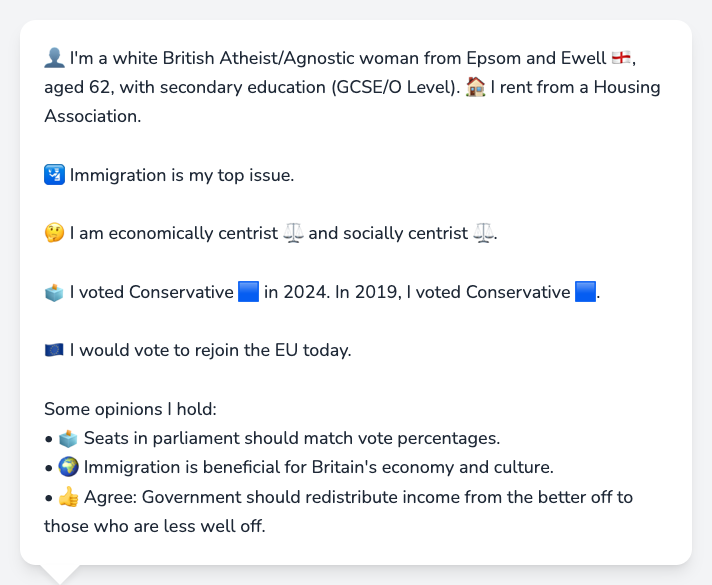 👤 I'm a white British Atheist/Agnostic woman from Epsom and Ewell 🏴󠁧󠁢󠁥󠁮󠁧󠁿,
aged 62, with secondary education (GCSE/O Level). 🏠 I rent from a Housing
Association.
🛂 Immigration is my top issue.
🤔 I am economically centrist ⚖️ and socially centrist ⚖️.
🗳️ I voted Conservative 🟦 in 2024. In 2019, I voted Conservative 🟦.
🇪🇺 I would vote to rejoin the EU today.
Some opinions I hold:
• 🗳️ Seats in parliament should match vote percentages.
• 🌍 Immigration is beneficial for Britain's economy and culture.
• 👍 Agree: Government should redistribute income from the better off to
those who are less well off.